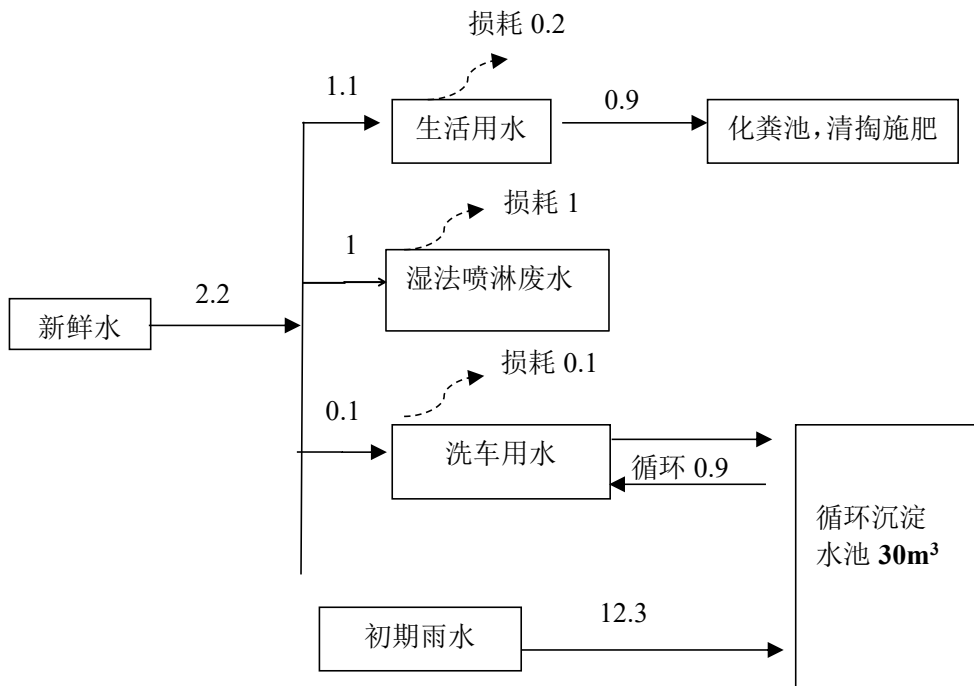 损耗 0.2
1.1
生活用水
0.9
化粪池，清掏施肥
损耗 1
1
湿法喷淋废水
新鲜水
2.2
损耗 0.1
0.1
洗车用水
循环 0.9
循环沉淀
水池 30m³
初期雨水
12.3